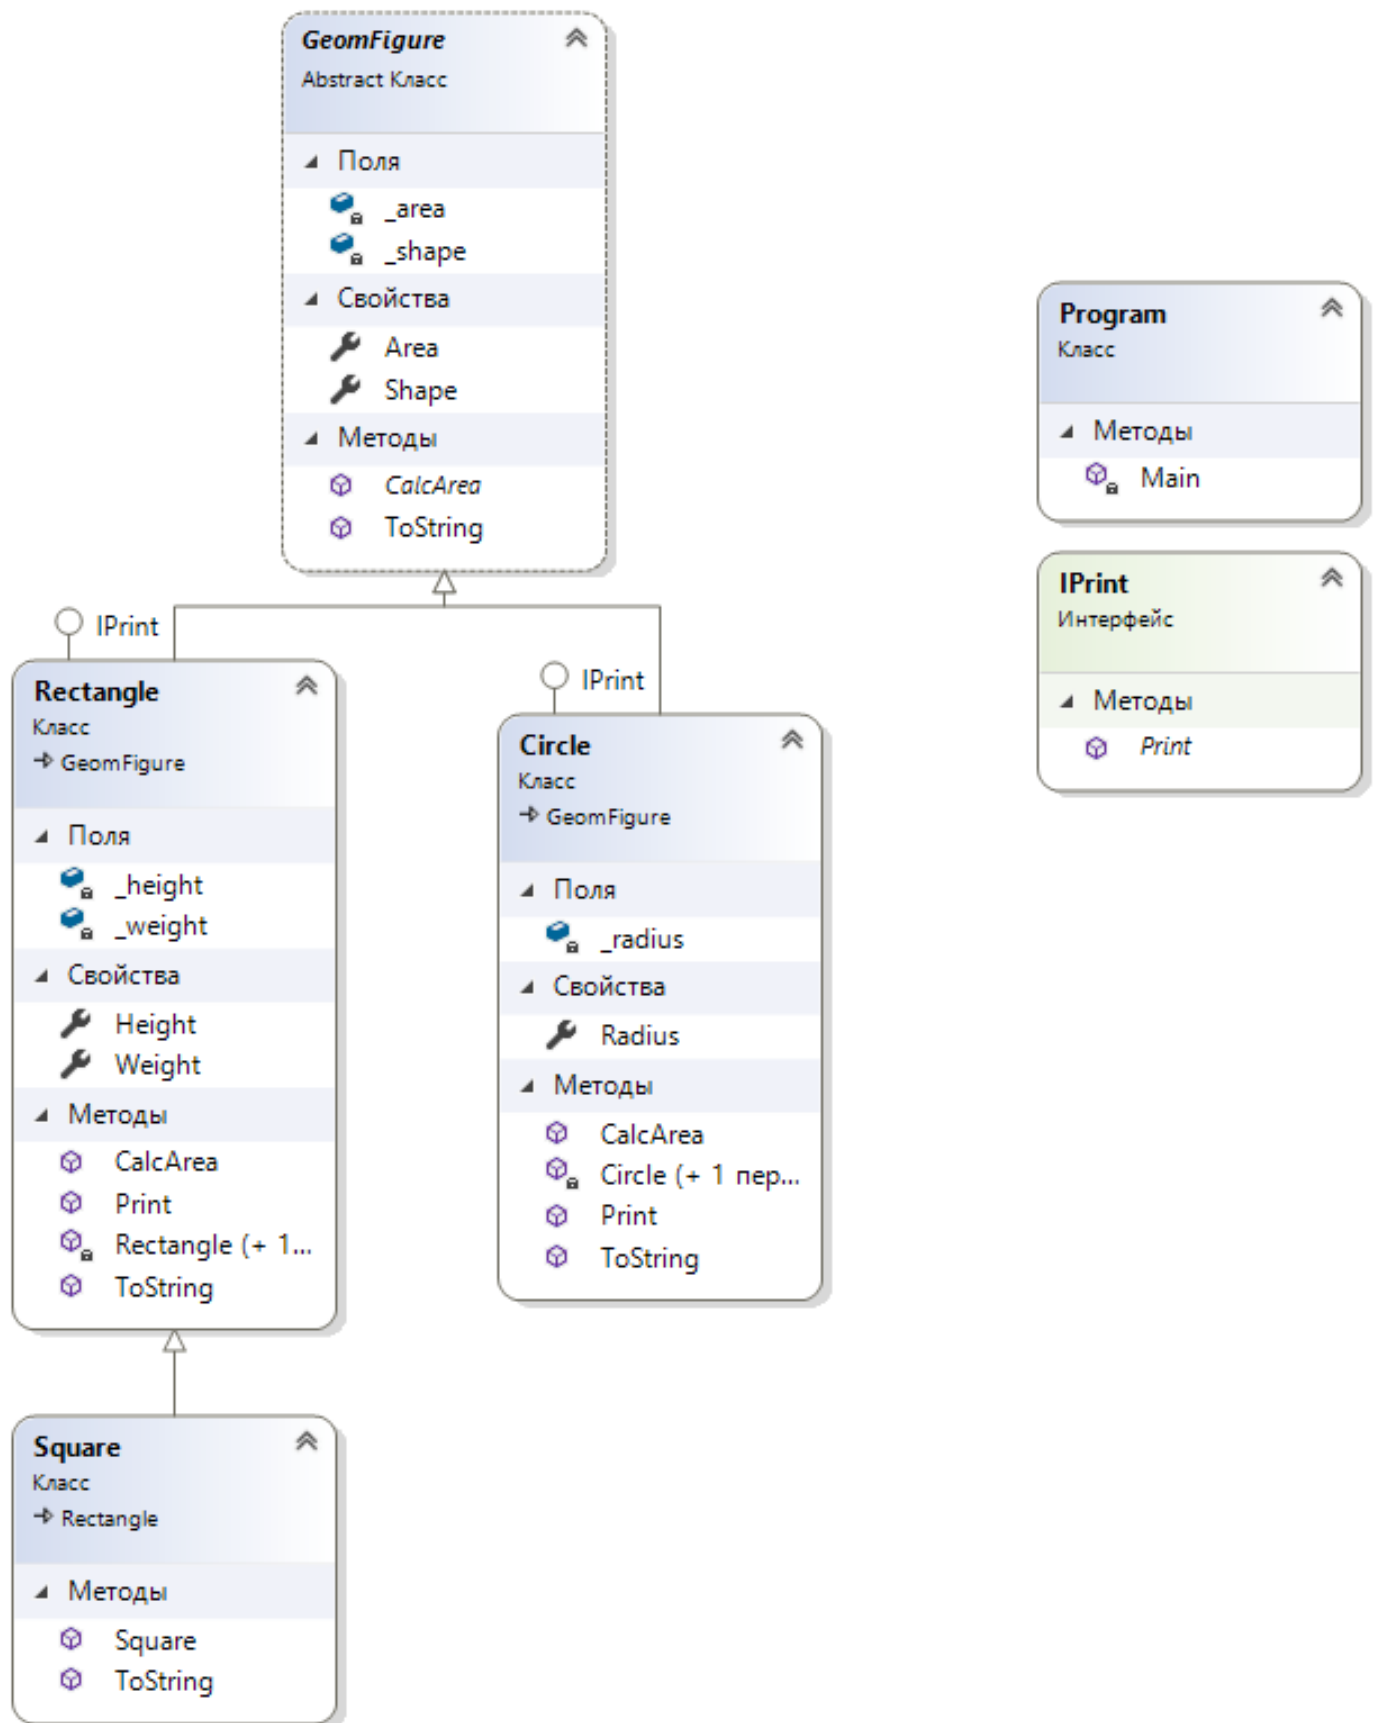 GeomFigure
Abstract Класс
Поля
_area
_shape
Свойства
Area
Shape
Методы
CalcArea
ToString
Program
Класс
Методы
Main
IPrint
Интерфейс
Методы
Print
IPrint
Rectangle
Класс
GeomFigure
Поля
_height
_weight
Свойства
Height
Weight
Методы
CalcArea
Print
Rectangle (+ 1...
ToString
IPrint
Circle
Класс
GeomFigure
Поля
_radius
Свойства
Radius
Методы
CalcArea
Circle (+ 1 пер...
Print
ToString
Square
Класс
Rectangle
Методы
Square
ToString